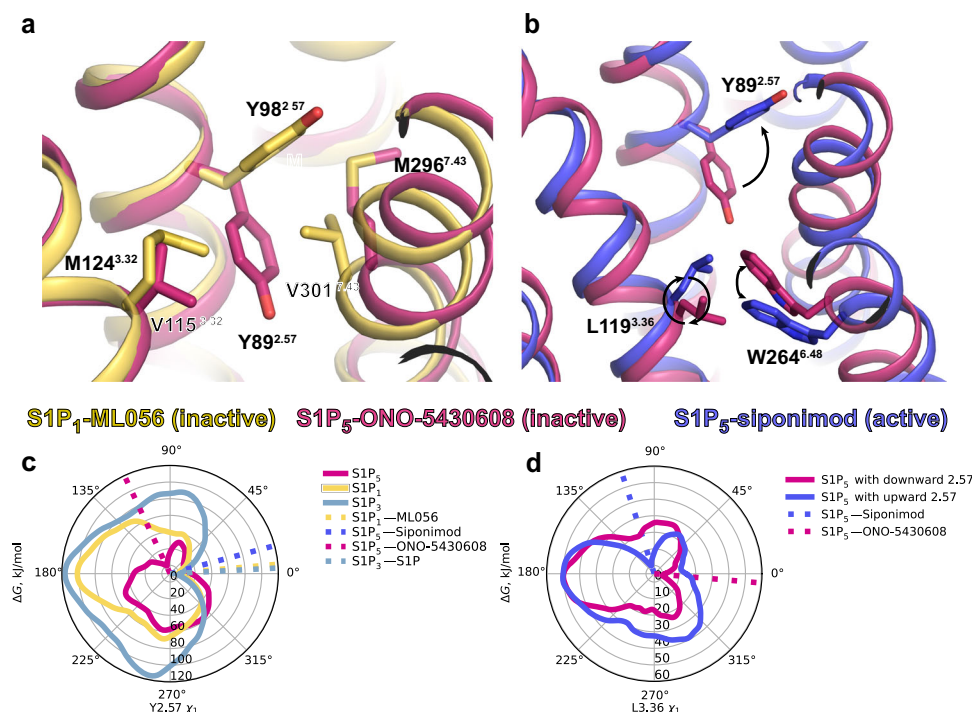 a
Y98^2.57
M296^7.43
M124^3.32
V301^7.43
V115^3.32
Y89^2.57
b
Y89^2.57
L119^3.36
W264^6.48
S1P₁-ML056 (inactive) S1P₅-ONO-5430608 (inactive) S1P₅-siponimod (active)
c
90°
135°
45°
180°
0°
225°
315°
270°
0
20
40
60
80
100
120
ΔG, kJ/mol
Y2.57 χ₁
S1P₅
S1P₁
S1P₃
S1P₁—ML056
S1P₅—Siponimod
S1P₅—ONO-5430608
S1P₃—S1P
d
90°
135°
45°
180°
0°
225°
315°
270°
0
10
20
30
40
50
60
ΔG, kJ/mol
L3.36 χ₁
S1P₅ with downward 2.57
S1P₅ with upward 2.57
S1P₅—Siponimod
S1P₅—ONO-5430608